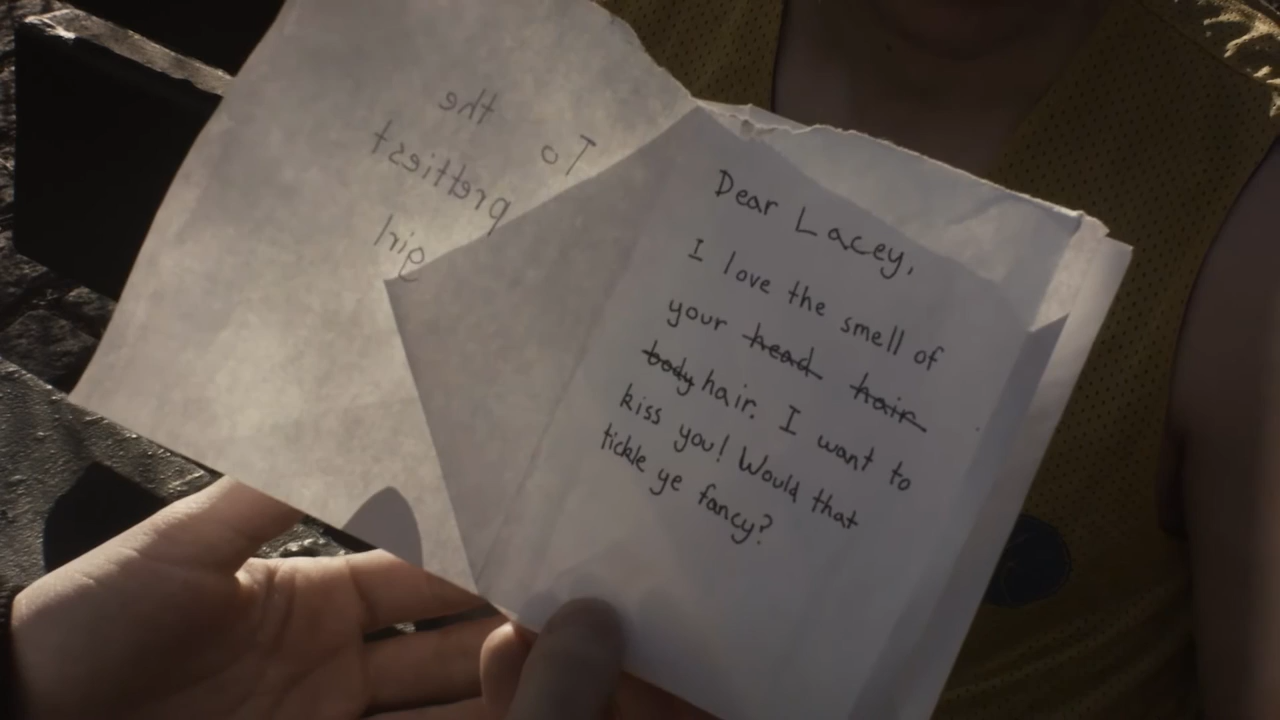 To the
prettiest
girl
Dear Lacey,
I love the smell of
your head hair
body hair. I want to
kiss you! Would that
tickle ye fancy?